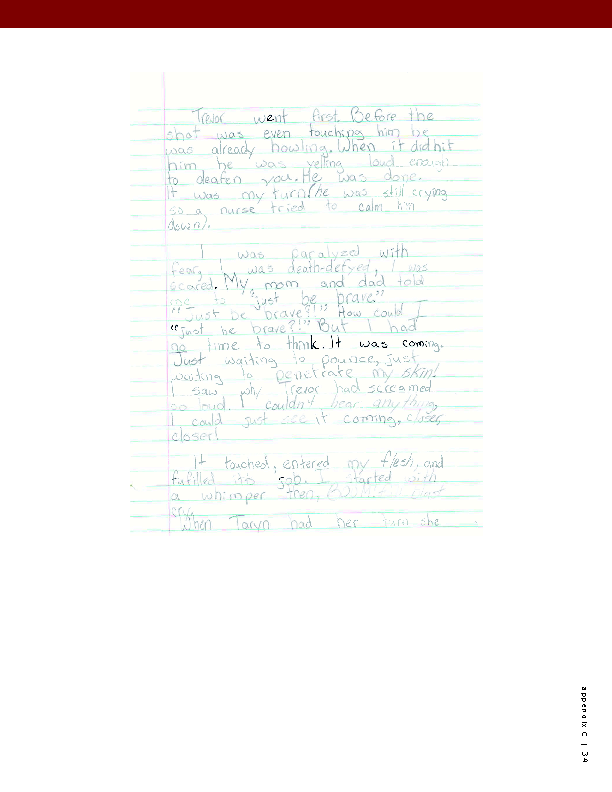 Trevor went first. Before the
shot was even touching him he
was already howling. When it did hit
him he was yelling loud enough
to deafen you. He was done.
It was my turn (he was still crying
so a nurse tried to calm him
down).
I was paralyzed with
fear, I was death-defyed, I was
scared. My mom and dad told
me to "just be brave."
"Just be brave?!" How could I
"just be brave?!" But I had
no time to think. It was coming.
Just waiting to pounce, just
waiting to penetrate my skin!
I saw why Trevor had screamed
so loud. I couldn't hear anything,
I could just see it coming, closer,
closer!
It touched, entered my flesh, and
fulfilled it's job. I started with
a whimper then,
cry.
When Taryn had her turn she
appendix C | 34